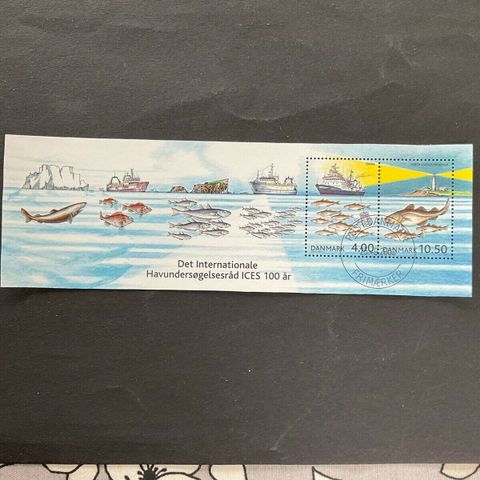 Det Internationale
Havundersøgelsesråd ICES 100 år
DANMARK 4.00
DANMARK 10.50
FRIMÆRKER